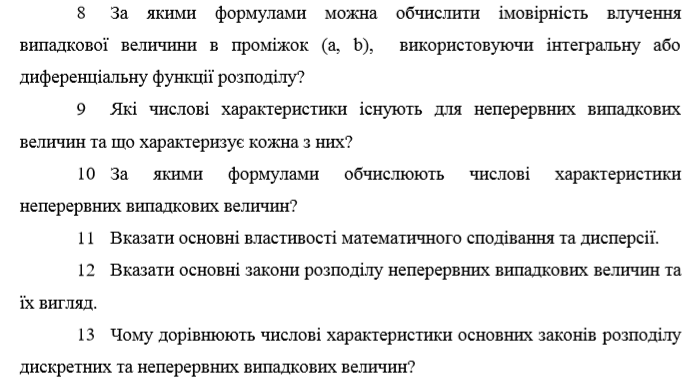 8 За якими формулами можна обчислити імовірність влучення
випадкової величини в проміжок (a, b), використовуючи інтегральну або
диференціальну функції розподілу?
9 Які числові характеристики існують для неперервних випадкових
величин та що характеризує кожна з них?
10 За якими формулами обчислюють числові характеристики
неперервних випадкових величин?
11 Вказати основні властивості математичного сподівання та дисперсії.
12 Вказати основні закони розподілу неперервних випадкових величин та
їх вигляд.
13 Чому дорівнюють числові характеристики основних законів розподілу
дискретних та неперервних випадкових величин?